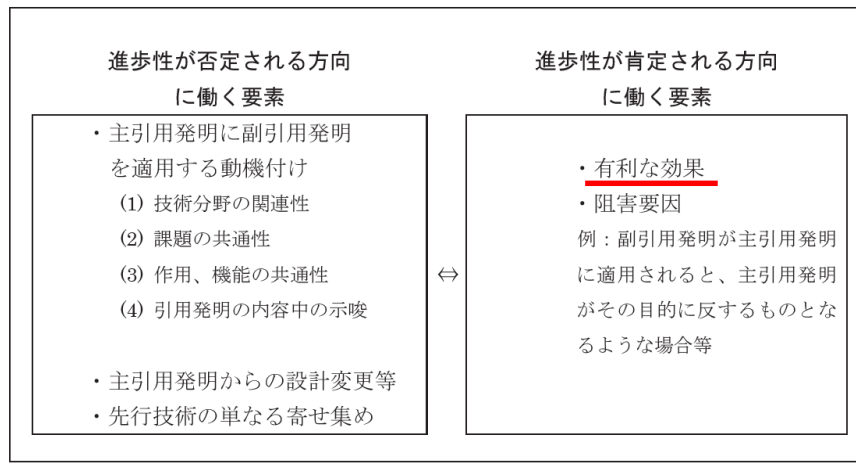 進歩性が否定される方向
に働く要素
・主引用発明に副引用発明
を適用する動機付け
(1) 技術分野の関連性
(2) 課題の共通性
(3) 作用、機能の共通性
(4) 引用発明の内容中の示唆
・主引用発明からの設計変更等
・先行技術の単なる寄せ集め
⇔
進歩性が肯定される方向
に働く要素
・有利な効果
・阻害要因
例：副引用発明が主引用発明
に適用されると、主引用発明
がその目的に反するものとな
るような場合等